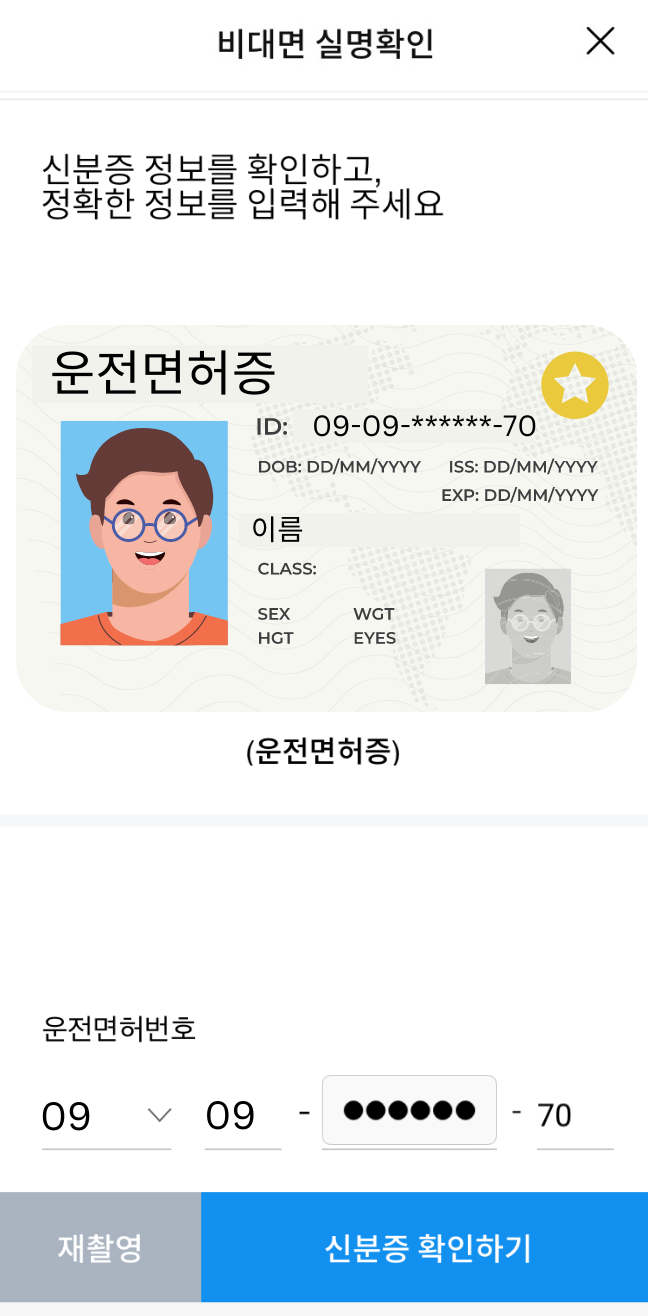 비대면 실명확인
신분증 정보를 확인하고,
정확한 정보를 입력해 주세요
운전면허증
ID: 09-09-******-70
DOB: DD/MM/YYYY ISS: DD/MM/YYYY
EXP: DD/MM/YYYY
이름
CLASS:
SEX WGT
HGT EYES
(운전면허증)
운전면허번호
09 09 - ●●●●●● - 70
재촬영 신분증 확인하기